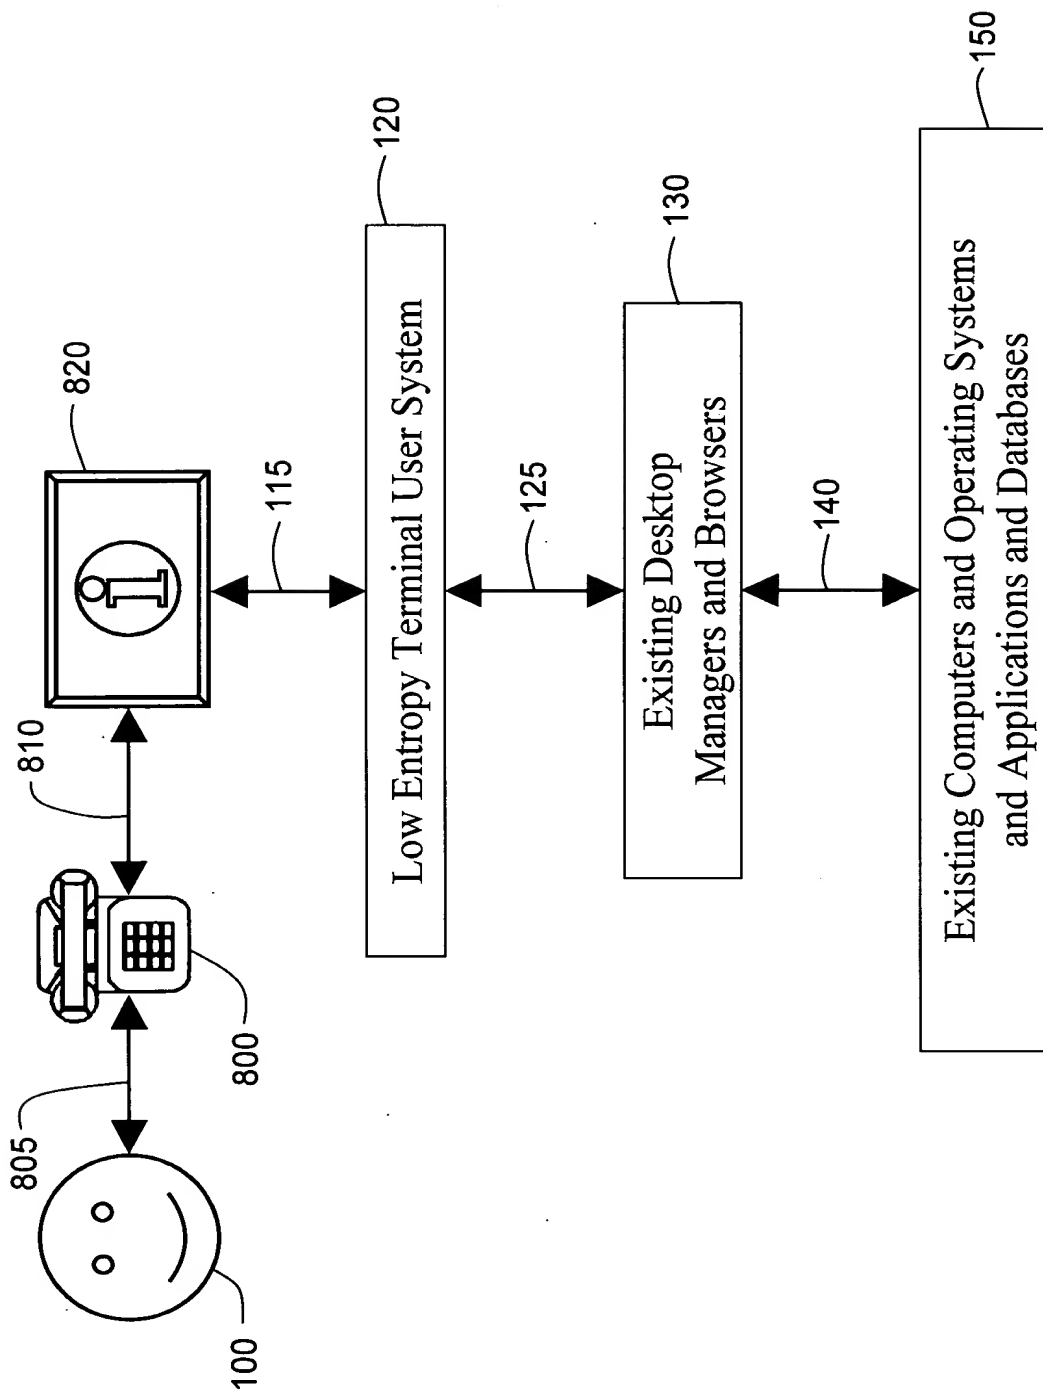 805
810
820
i
100
800
115
120
Low Entropy Terminal User System
125
130
Existing Desktop
Managers and Browsers
140
150
Existing Computers and Operating Systems
and Applications and Databases